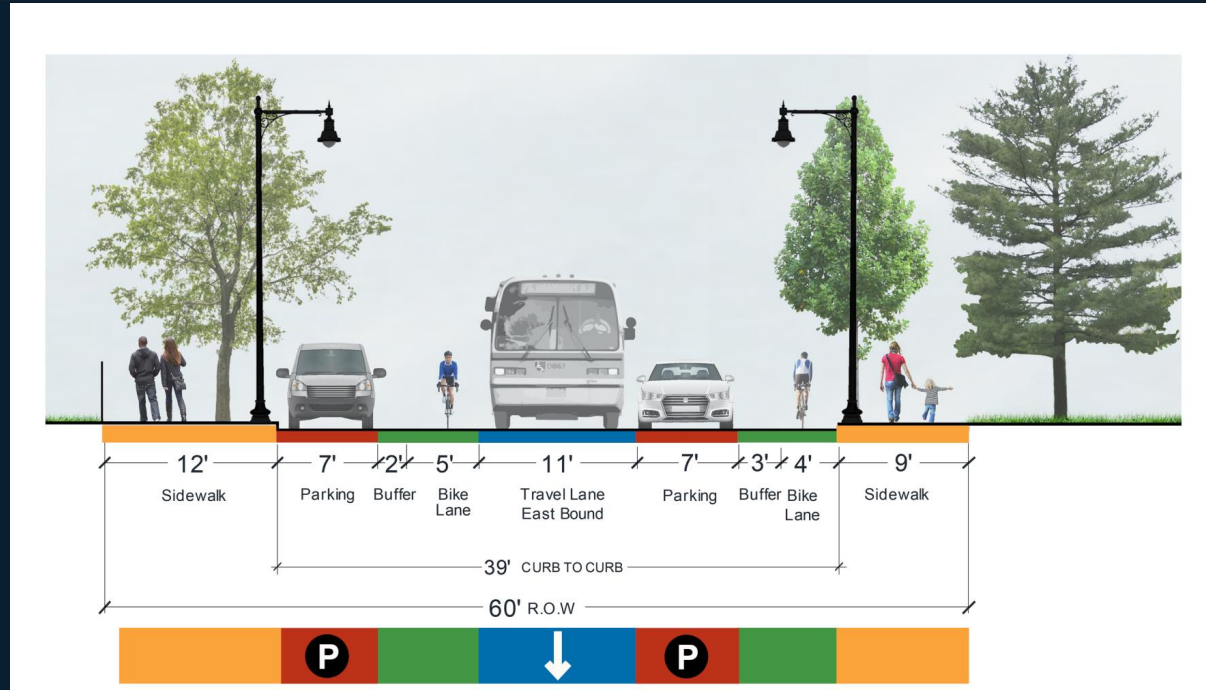 12' 7' 2' 5' 11' 7' 3' 4' 9'
Sidewalk Parking Buffer Bike Travel Lane Parking Buffer Bike Sidewalk
Lane East Bound Lane
39' CURB TO CURB
60' R.O.W
P P